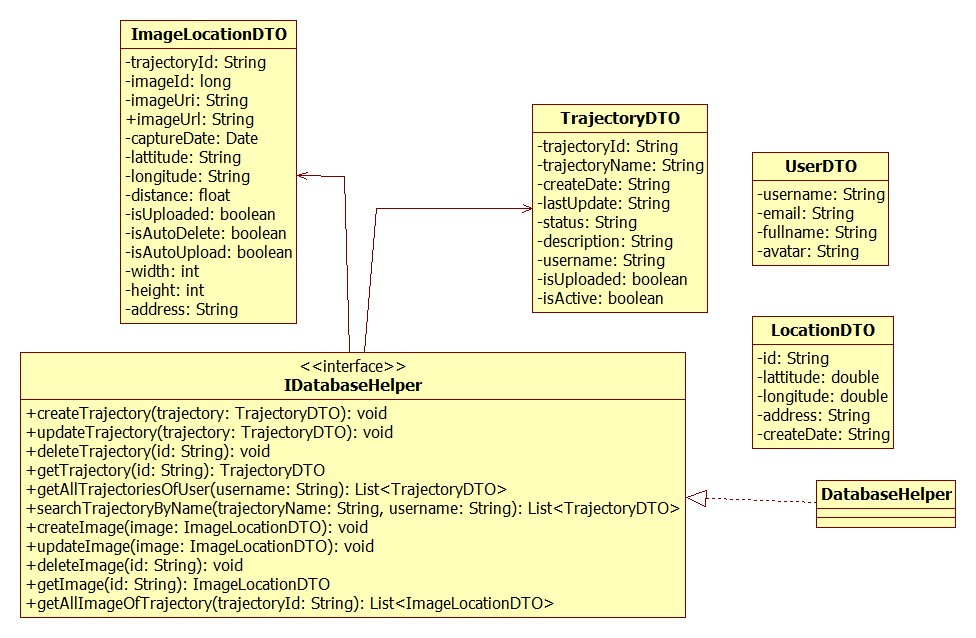 ImageLocationDTO
-trajectoryId: String
-imageId: long
-imageUri: String
+imageUrl: String
-captureDate: Date
-lattitude: String
-longitude: String
-distance: float
-isUploaded: boolean
-isAutoDelete: boolean
-isAutoUpload: boolean
-width: int
-height: int
-address: String
TrajectoryDTO
-trajectoryId: String
-trajectoryName: String
-createDate: String
-lastUpdate: String
-status: String
-description: String
-username: String
-isUploaded: boolean
-isActive: boolean
UserDTO
-username: String
-email: String
-fullname: String
-avatar: String
LocationDTO
-id: String
-lattitude: double
-longitude: double
-address: String
-createDate: String
<<interface>>
IDatabaseHelper
+createTrajectory(trajectory: TrajectoryDTO): void
+updateTrajectory(trajectory: TrajectoryDTO): void
+deleteTrajectory(id: String): void
+getTrajectory(id: String): TrajectoryDTO
+getAllTrajectoriesOfUser(username: String): List<TrajectoryDTO>
+searchTrajectoryByName(trajectoryName: String, username: String): List<TrajectoryDTO>
+createImage(image: ImageLocationDTO): void
+updateImage(image: ImageLocationDTO): void
+deleteImage(id: String): void
+getImage(id: String): ImageLocationDTO
+getAllImageOfTrajectory(trajectoryId: String): List<ImageLocationDTO>
DatabaseHelper